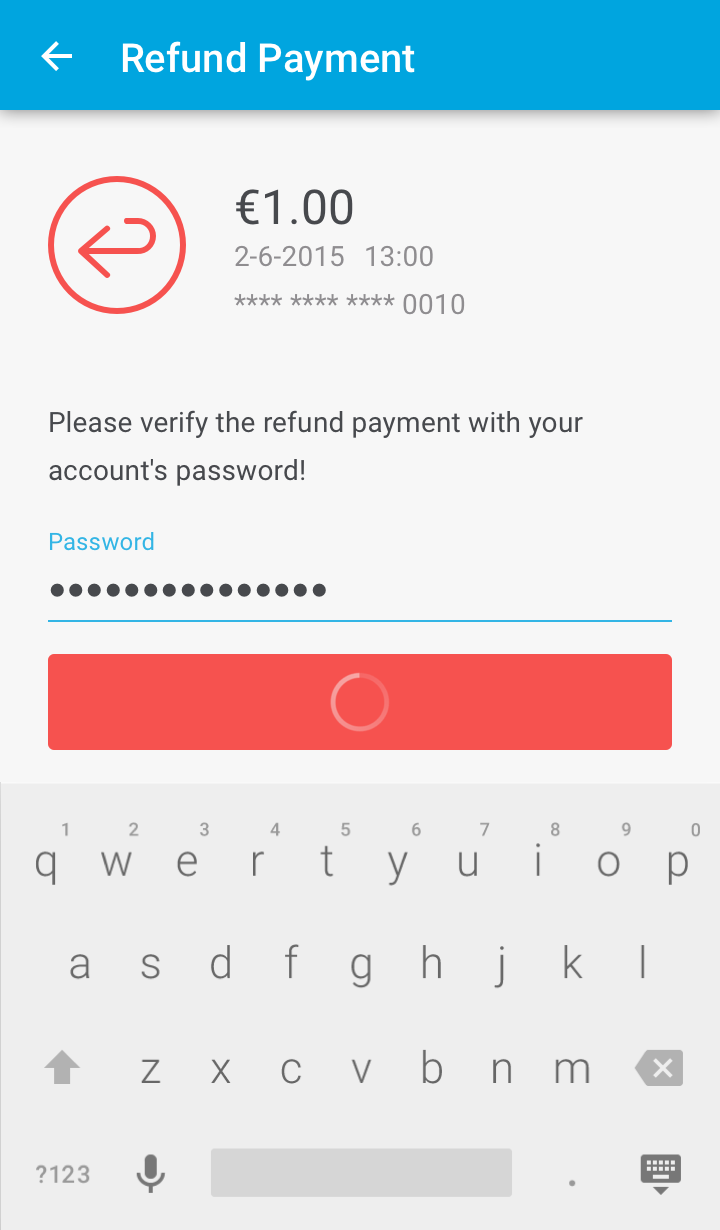 Refund Payment
€1.00
2-6-2015 13:00
**** **** **** 0010
Please verify the refund payment with your
account's password!
Password
•••••••••••••••
1 2 3 4 5 6 7 8 9 0
q w e r t y u i o p
a s d f g h j k l
z x c v b n m
?123 .